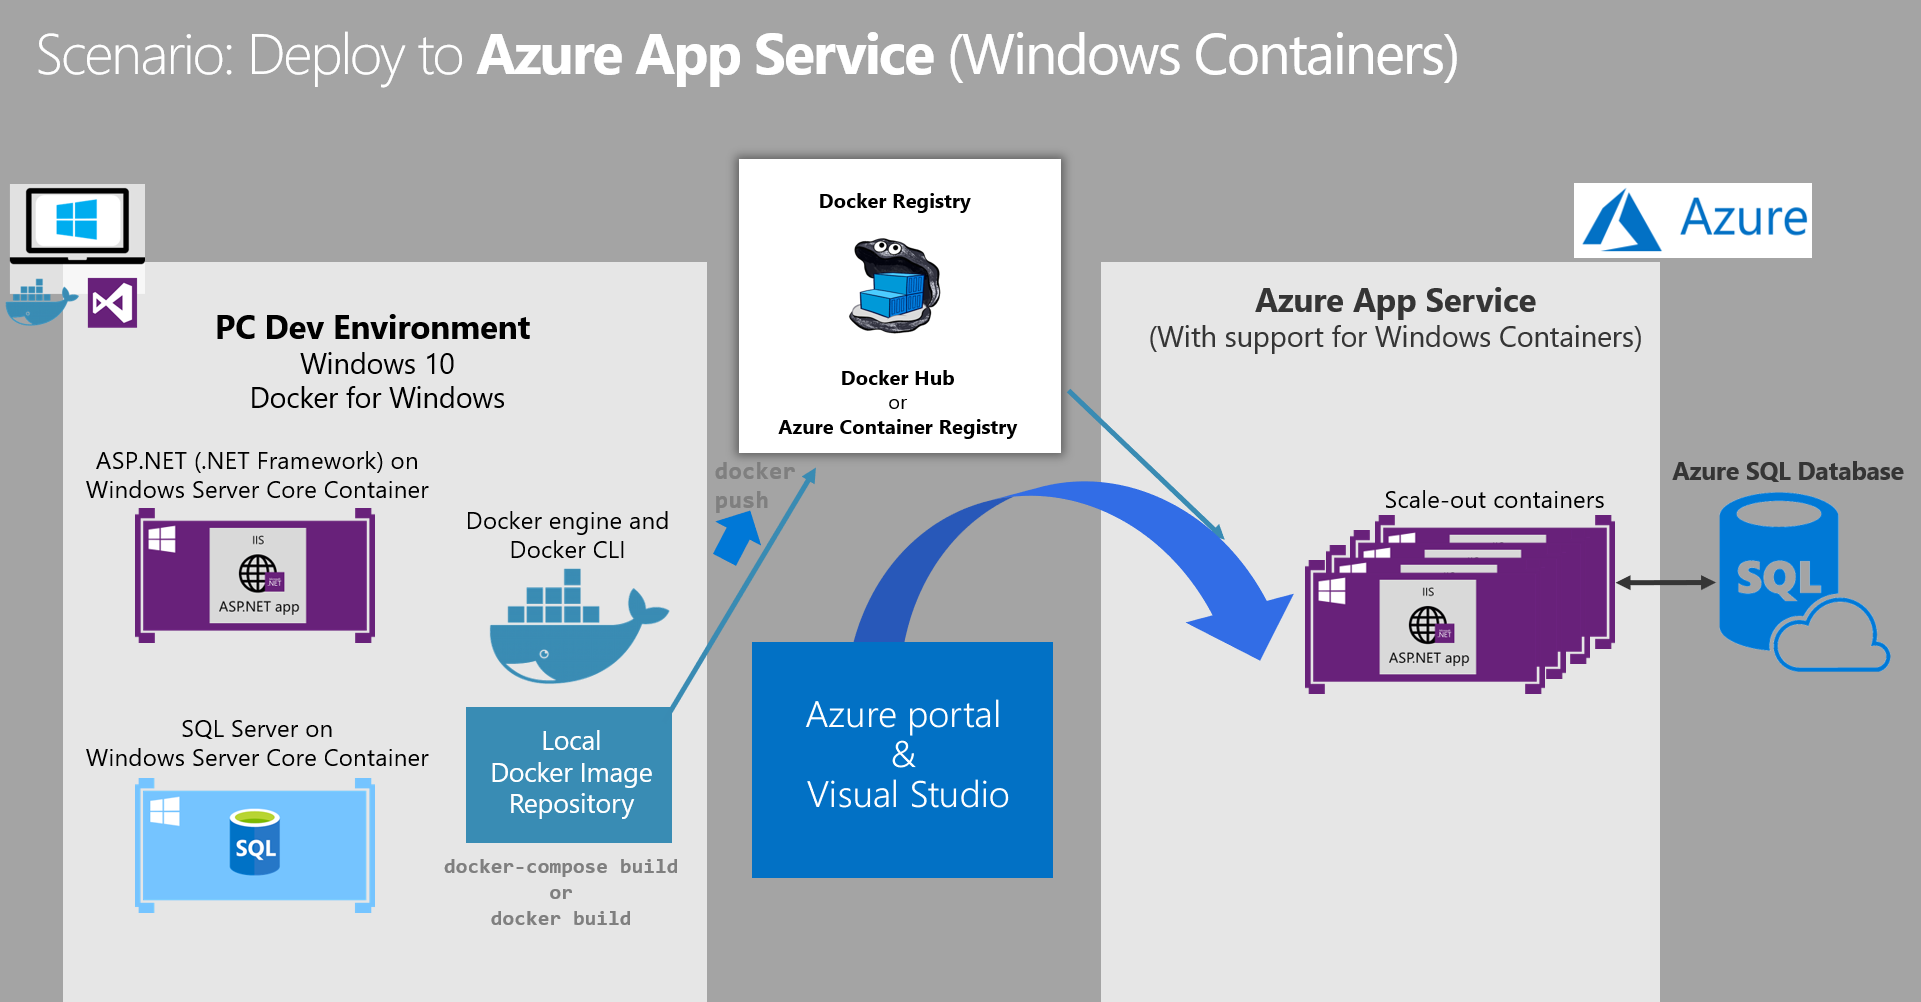 Scenario: Deploy to Azure App Service (Windows Containers)
Docker Registry
Docker Hub
or
Azure Container Registry
Azure
PC Dev Environment
Windows 10
Docker for Windows
ASP.NET (.NET Framework) on
Windows Server Core Container
IIS
.NET
ASP.NET app
Docker engine and
Docker CLI
SQL Server on
Windows Server Core Container
SQL
Local
Docker Image
Repository
docker-compose build
or
docker build
docker
push
Azure portal
&
Visual Studio
Azure App Service
(With support for Windows Containers)
Scale-out containers
IIS
.NET
ASP.NET app
Azure SQL Database
SQL